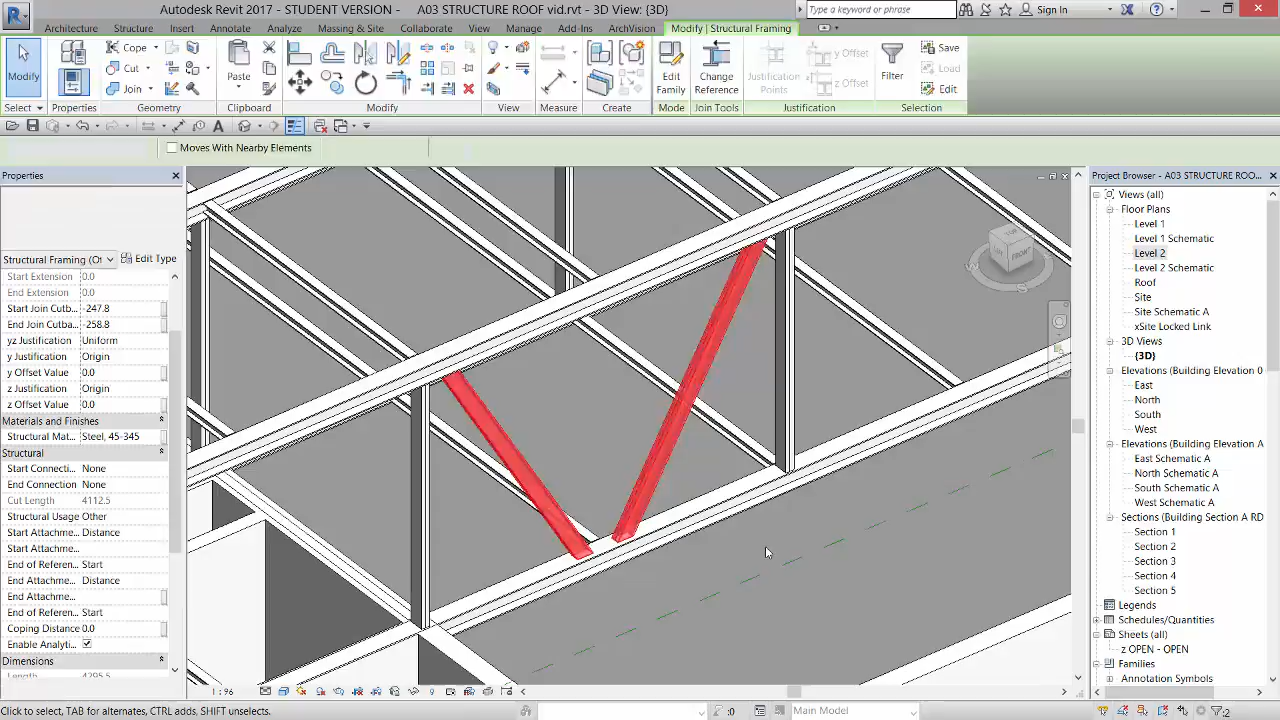 Autodesk Revit 2017 - STUDENT VERSION - A03 STRUCTURE ROOF vid.rvt - 3D View: {3D}
Type a keyword or phrase
Sign In
Architecture Structure Insert Annotate Analyze Massing & Site Collaborate View Manage Add-Ins ArchVision Modify | Structural Framing
Modify
Properties
Cope
Cut
Join
Paste
Edit
Family
Change
Reference
Justification
Points
y Offset
z Offset
Filter
Save
Load
Edit
Select Properties Geometry Clipboard Modify View Measure Create Mode Join Tools Justification Selection
Moves With Nearby Elements
Properties
Structural Framing (Ot
Edit Type
Start Extension 0.0
End Extension 0.0
Start Join Cutb... -247.8
End Join Cutba... -258.8
yz Justification Uniform
y Justification Origin
y Offset Value 0.0
z Justification Origin
z Offset Value 0.0
Materials and Finishes
Structural Mat... Steel, 45-345
Structural
Start Connecti... None
End Connection None
Cut Length 4112.5
Structural Usage Other
Start Attachme... Distance
Start Attachme...
End of Referen... Start
End Attachme... Distance
End Attachme...
End of Referen... Start
Coping Distance 0.0
Enable Analyti...
Dimensions
Length 4295.5
TOP
FRONT
W
S
Project Browser - A03 STRUCTURE ROO...
Views (all)
Floor Plans
Level 1
Level 1 Schematic
Level 2
Level 2 Schematic
Roof
Site
Site Schematic A
xSite Locked Link
3D Views
{3D}
Elevations (Building Elevation 0
East
North
South
West
Elevations (Building Elevation A
East Schematic A
North Schematic A
South Schematic A
West Schematic A
Sections (Building Section A RD
Section 1
Section 2
Section 3
Section 4
Section 5
Legends
Schedules/Quantities
Sheets (all)
z OPEN - OPEN
Families
Annotation Symbols
1 : 96
Click to select, TAB for alternates, CTRL adds, SHIFT unselects.
:0
Main Model
:2